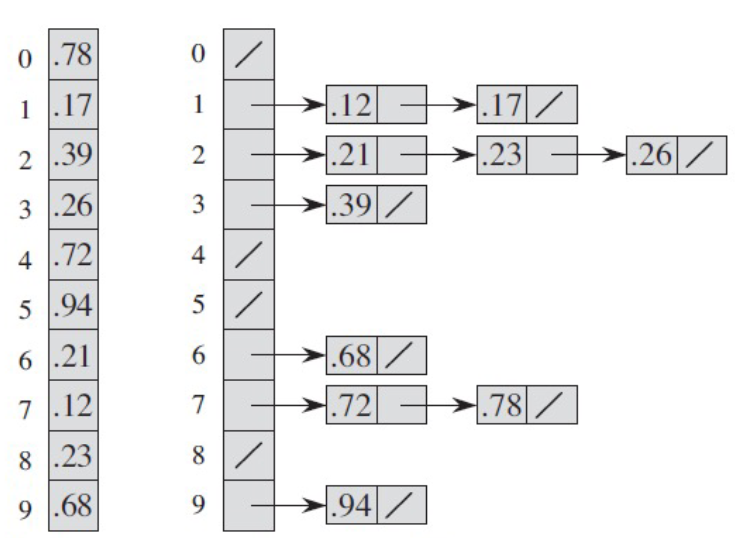 0 .78 0
1 .17 1 .12 .17
2 .39 2 .21 .23 .26
3 .26 3 .39
4 .72 4
5 .94 5
6 .21 6 .68
7 .12 7 .72 .78
8 .23 8
9 .68 9 .94